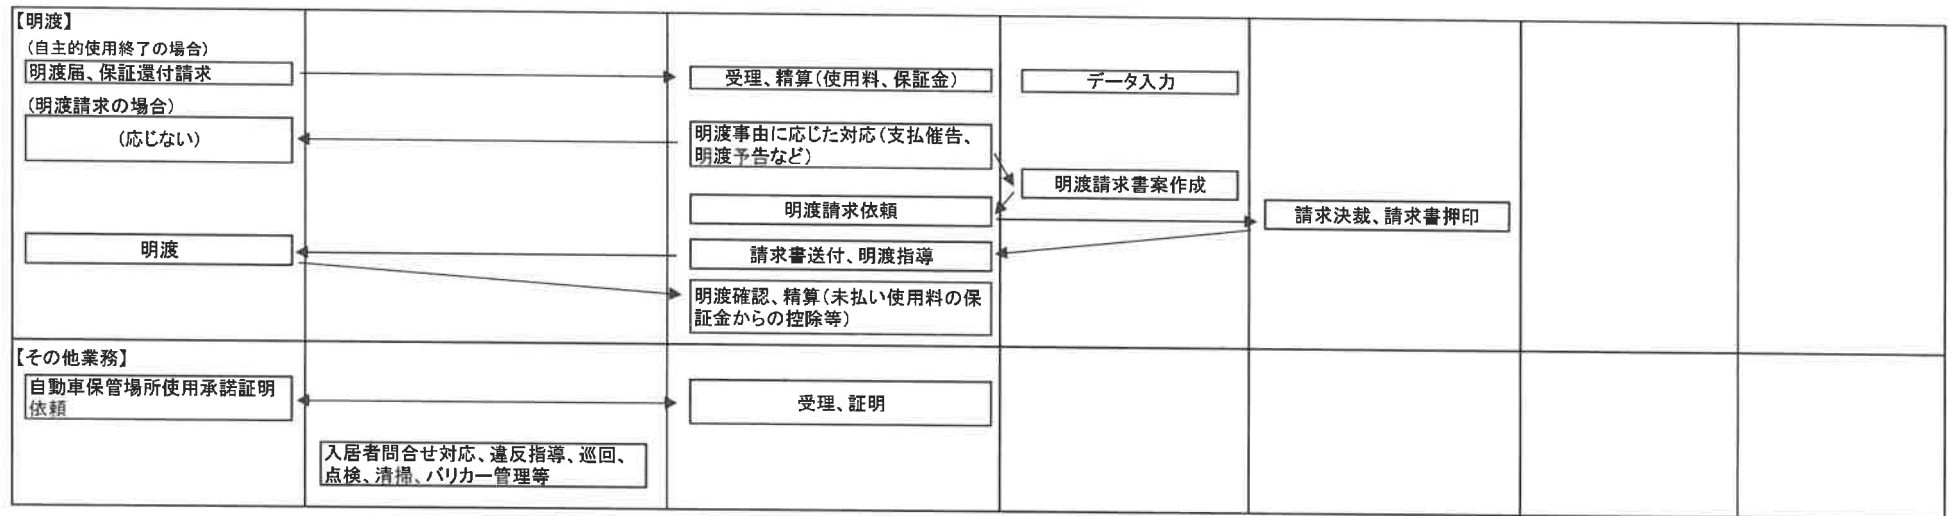 【明渡】
(自主的使用終了の場合)
明渡届、保証還付請求
受理、精算(使用料、保証金)
データ入力
(明渡請求の場合)
(応じない)
明渡事由に応じた対応(支払催告、
明渡予告など)
明渡請求書案作成
明渡請求依頼
請求決裁、請求書押印
明渡
請求書送付、明渡指導
明渡確認、精算(未払い使用料の保
証金からの控除等)
【その他業務】
自動車保管場所使用承諾証明
依頼
受理、証明
入居者問合せ対応、違反指導、巡回、
点検、清掃、バリカー管理等